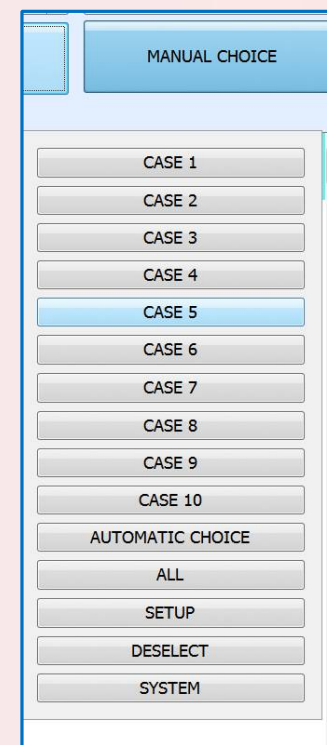 MANUAL CHOICE
CASE 1
CASE 2
CASE 3
CASE 4
CASE 5
CASE 6
CASE 7
CASE 8
CASE 9
CASE 10
AUTOMATIC CHOICE
ALL
SETUP
DESELECT
SYSTEM